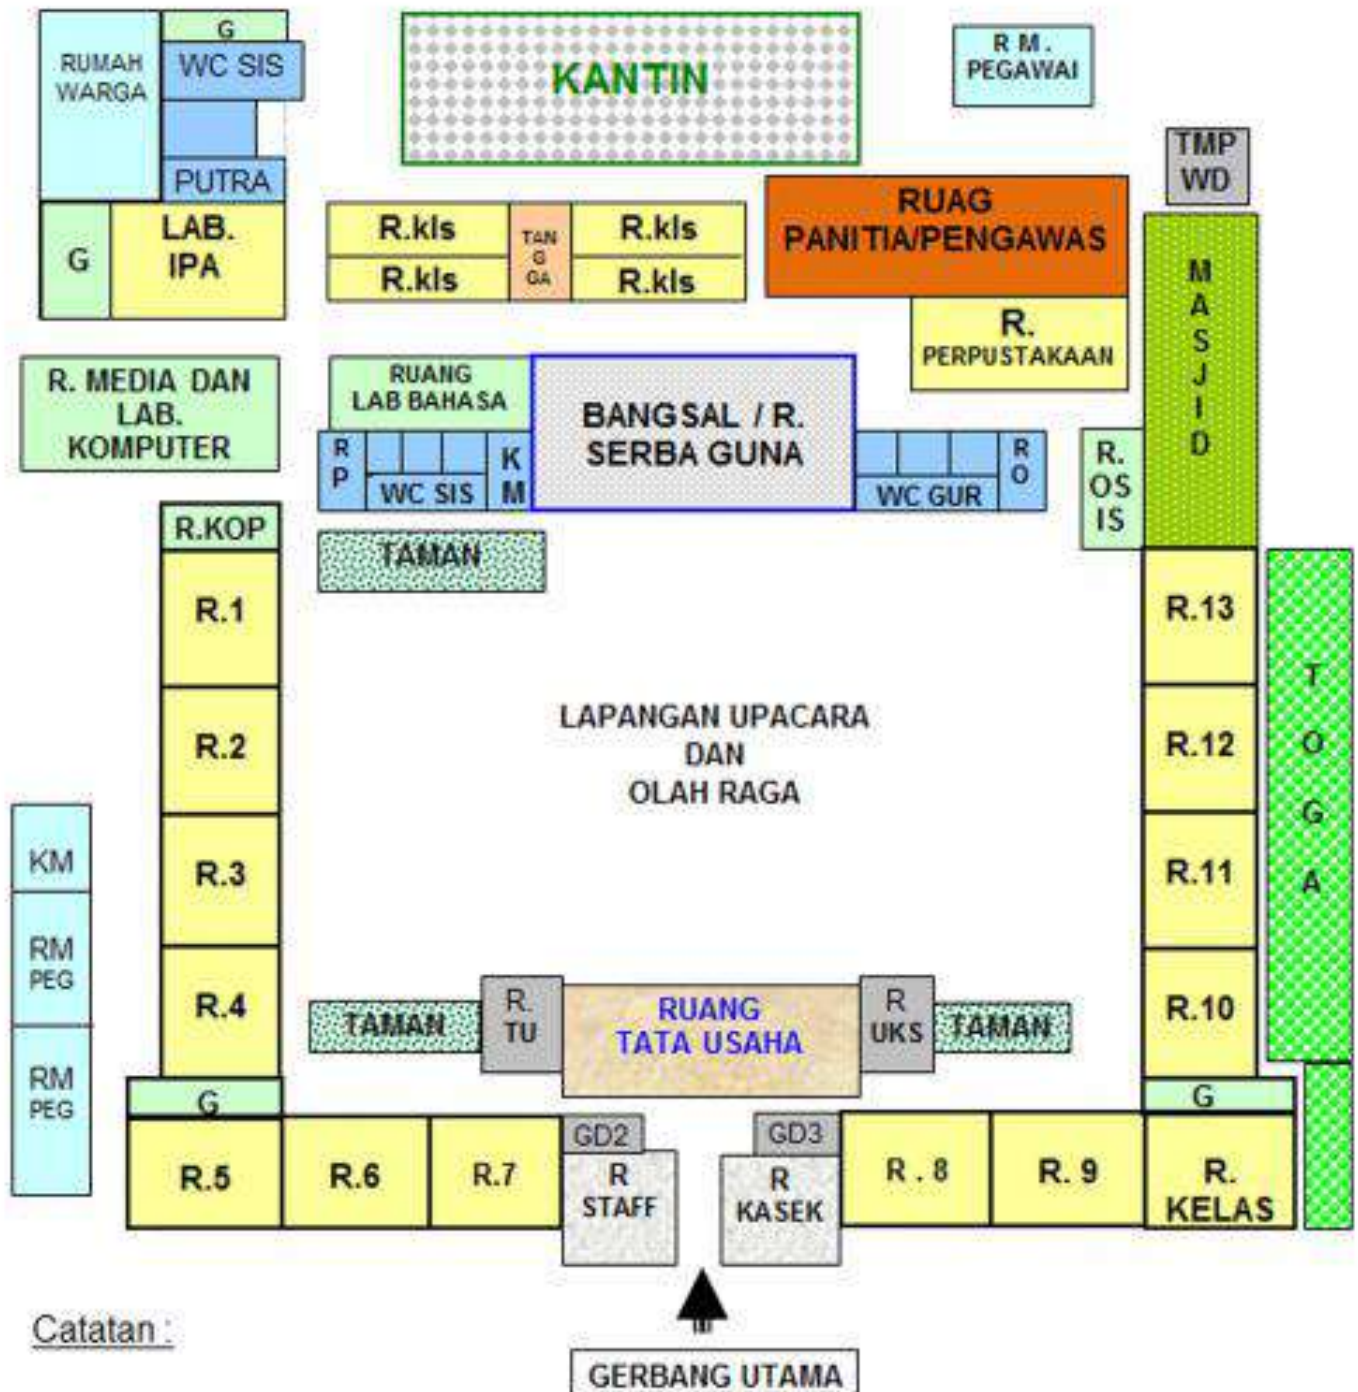 G
RUMAH
WARGA
WC SIS
PUTRA
KANTIN
R M .
PEGAWAI
TMP
WD
G
LAB.
IPA
R.kls
R.kls
TAN
G
GA
R.kls
R.kls
RUAG
PANITIA/PENGAWAS
R.
PERPUSTAKAAN
M
A
S
J
I
D
R. MEDIA DAN
LAB.
KOMPUTER
RUANG
LAB BAHASA
R
P
WC SIS
K
M
BANGSAL / R.
SERBA GUNA
WC GUR
R
O
R.
OS
IS
R.KOP
TAMAN
R.1
R.2
R.3
R.4
LAPANGAN UPACARA
DAN
OLAH RAGA
R.13
R.12
R.11
R.10
T
O
G
A
KM
RM
PEG
RM
PEG
TAMAN
R.
TU
RUANG
TATA USAHA
R
UKS
TAMAN
G
R.5
R.6
R.7
GD2
R
STAFF
GD3
R
KASEK
R . 8
R. 9
G
R.
KELAS
Catatan :
GERBANG UTAMA